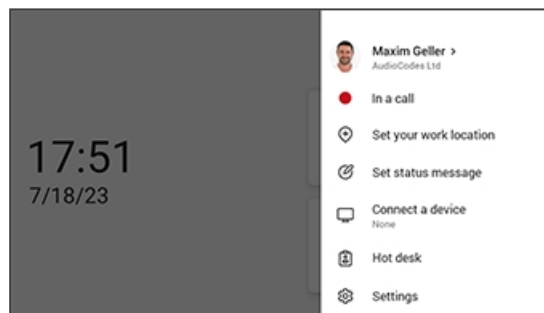 17:51
7/18/23
Maxim Geller >
AudioCodes Ltd
In a call
Set your work location
Set status message
Connect a device
None
Hot desk
Settings